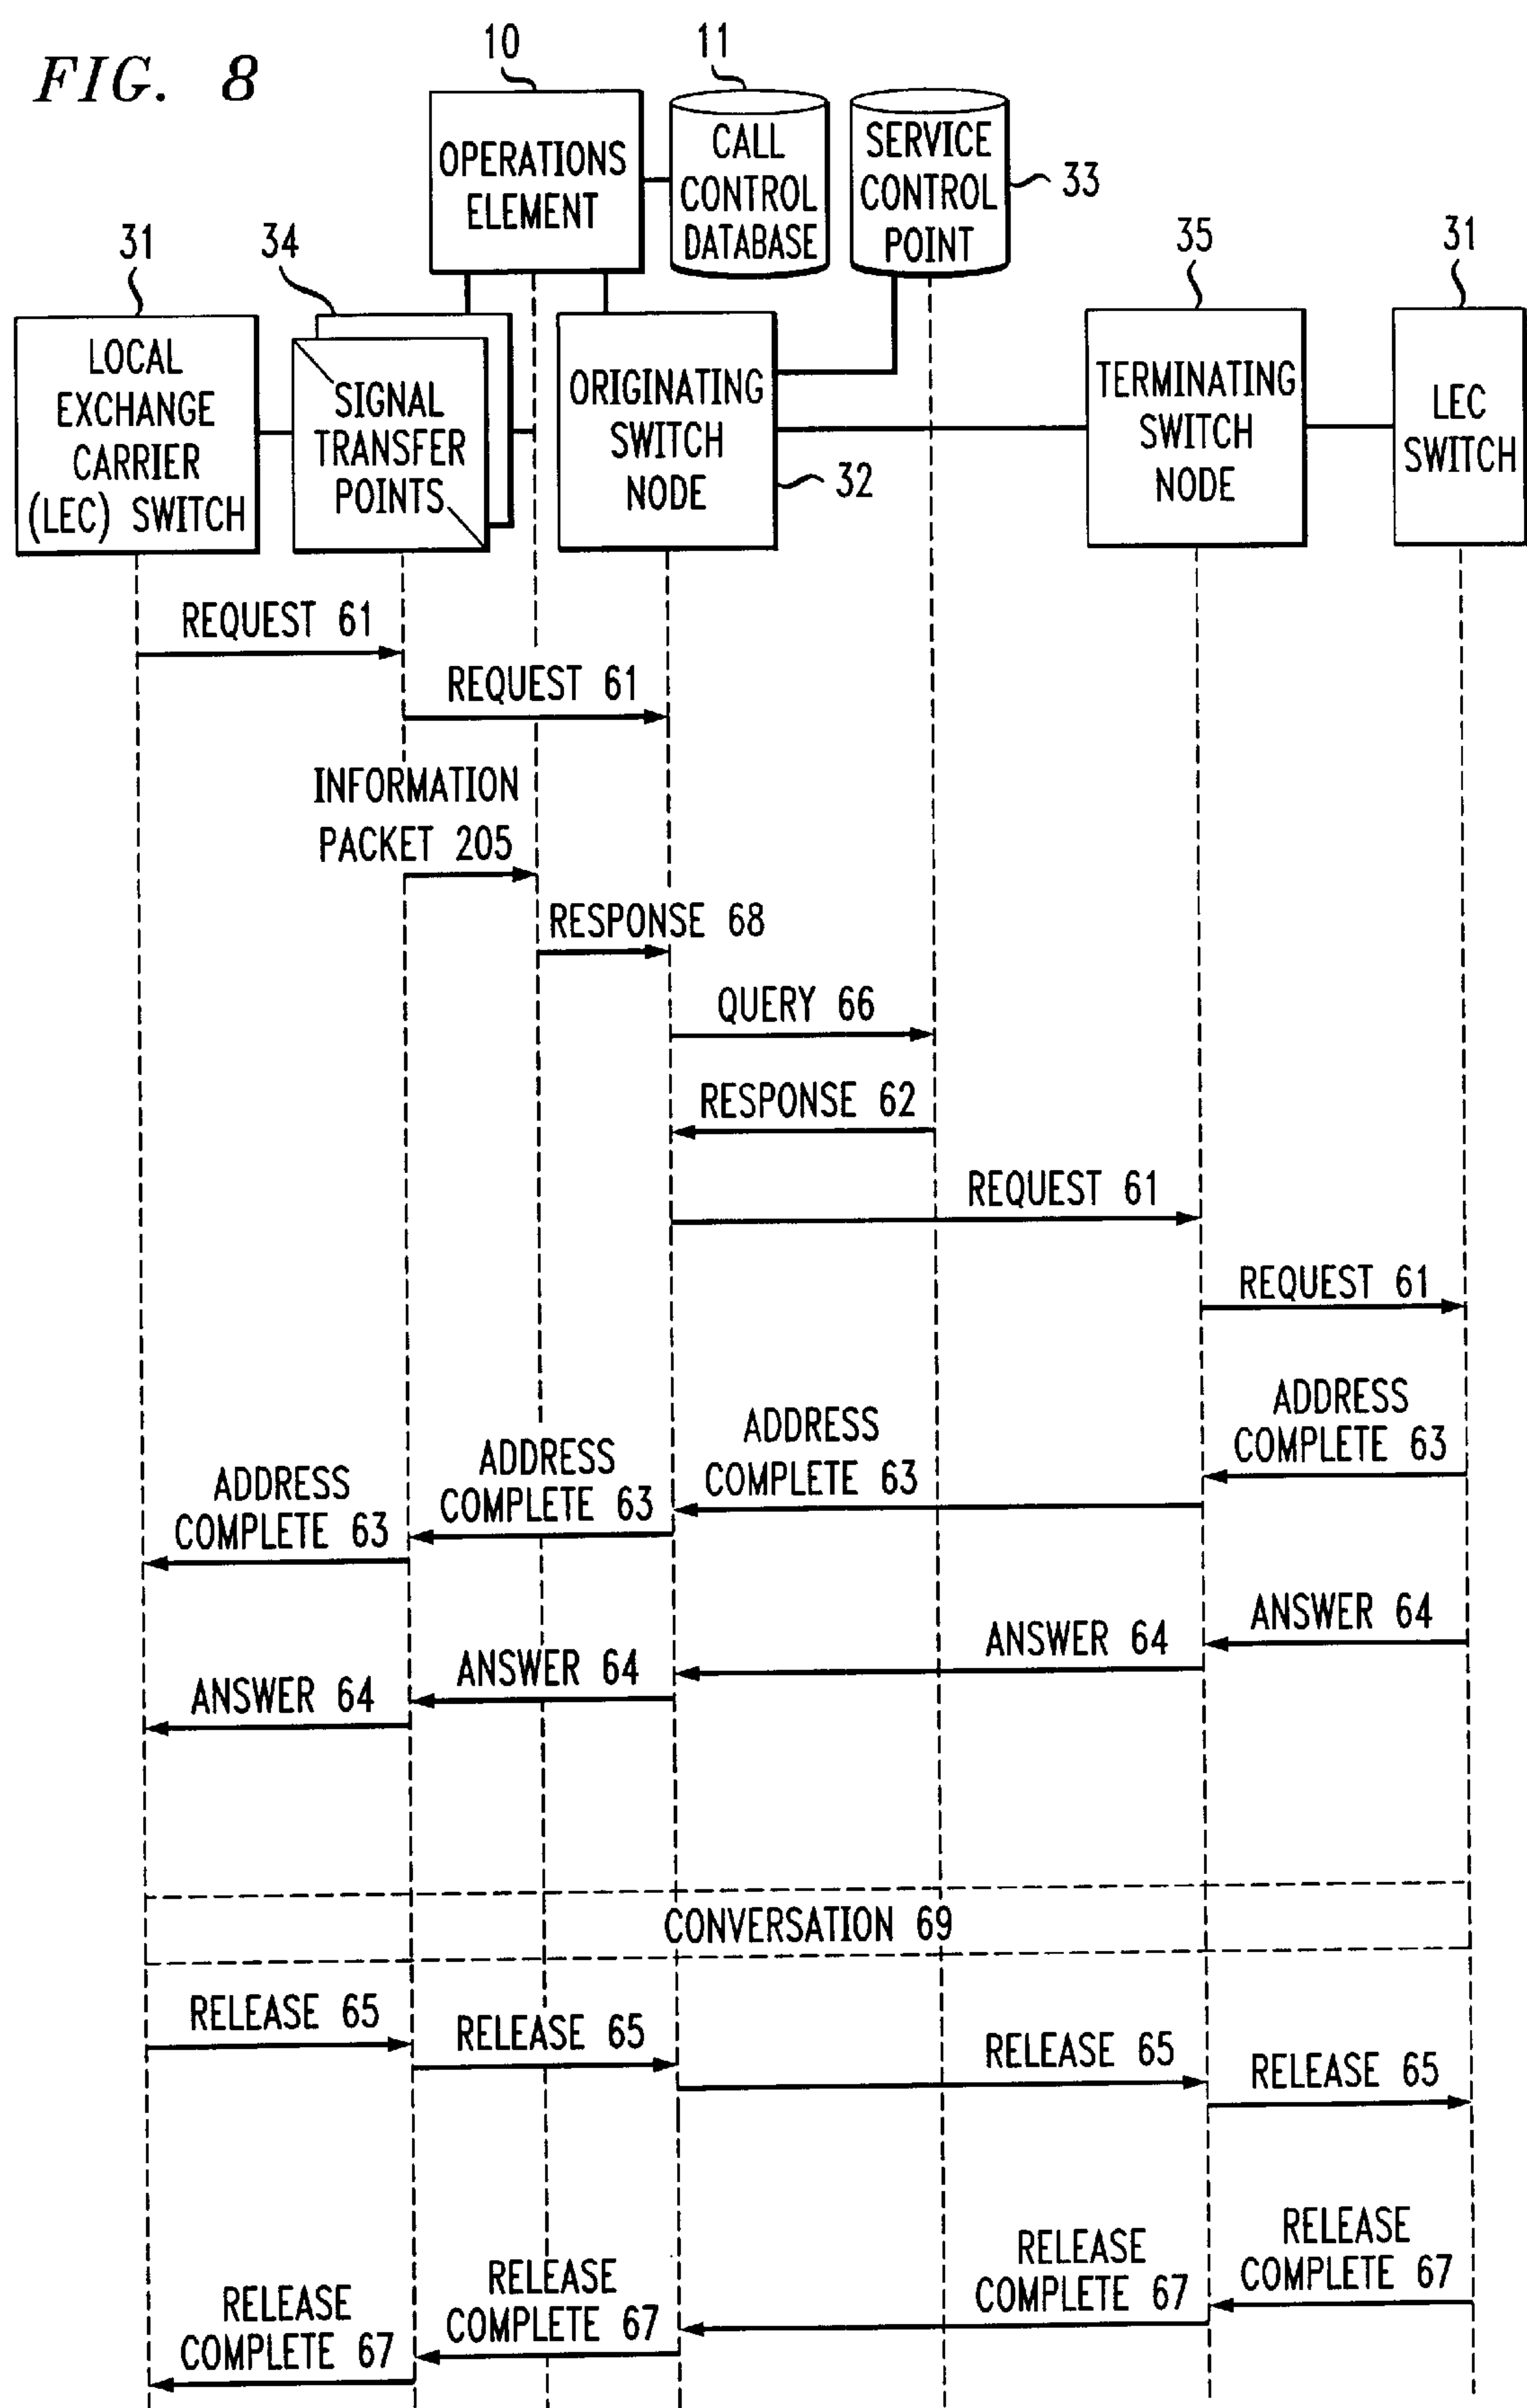 FIG. 8
10
11
OPERATIONS
ELEMENT
CALL
CONTROL
DATABASE
SERVICE
CONTROL
POINT
33
31
34
35
31
LOCAL
EXCHANGE
CARRIER
(LEC) SWITCH
SIGNAL
TRANSFER
POINTS
ORIGINATING
SWITCH
NODE
32
TERMINATING
SWITCH
NODE
LEC
SWITCH
REQUEST 61
REQUEST 61
INFORMATION
PACKET 205
RESPONSE 68
QUERY 66
RESPONSE 62
REQUEST 61
REQUEST 61
ADDRESS
COMPLETE 63
ADDRESS
COMPLETE 63
ADDRESS
COMPLETE 63
ADDRESS
COMPLETE 63
ANSWER 64
ANSWER 64
ANSWER 64
ANSWER 64
CONVERSATION 69
RELEASE 65
RELEASE 65
RELEASE 65
RELEASE 65
RELEASE
COMPLETE 67
RELEASE
COMPLETE 67
RELEASE
COMPLETE 67
RELEASE
COMPLETE 67